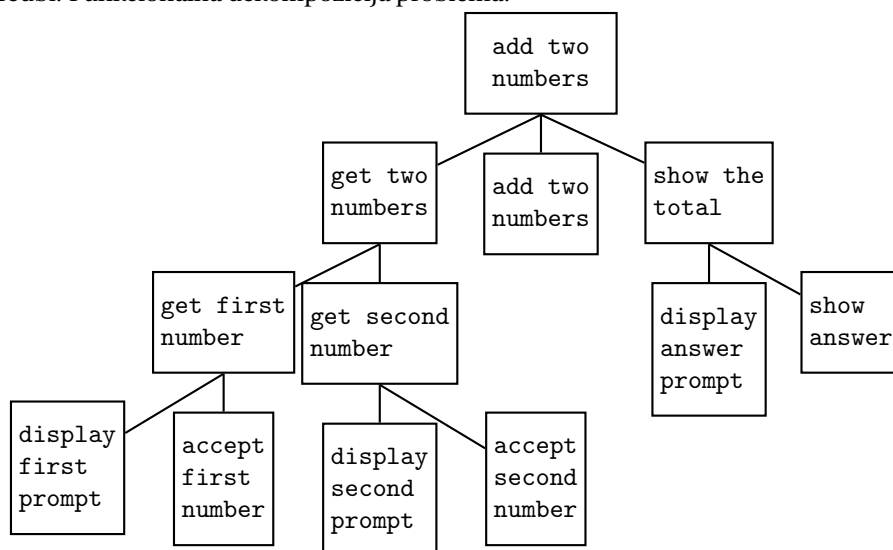 Funkcionalna dekompozicija problema.
add two
numbers
get two
numbers
add two
numbers
show the
total
get first
number
get second
number
display
answer
prompt
show
answer
display
first
prompt
accept
first
number
display
second
prompt
accept
second
number